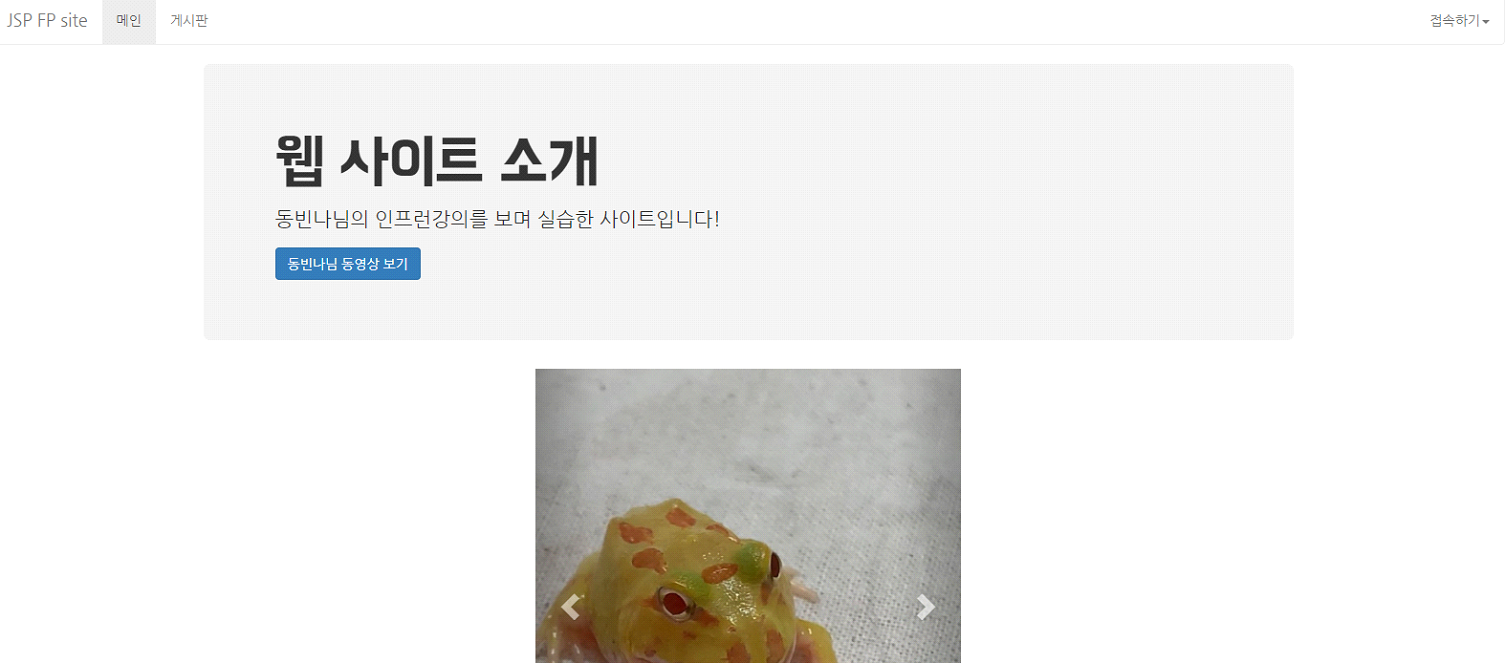 JSP FP site
메인
게시판
접속하기
웹 사이트 소개
동빈나님의 인프런강의를 보며 실습한 사이트입니다!
동빈나님 동영상 보기